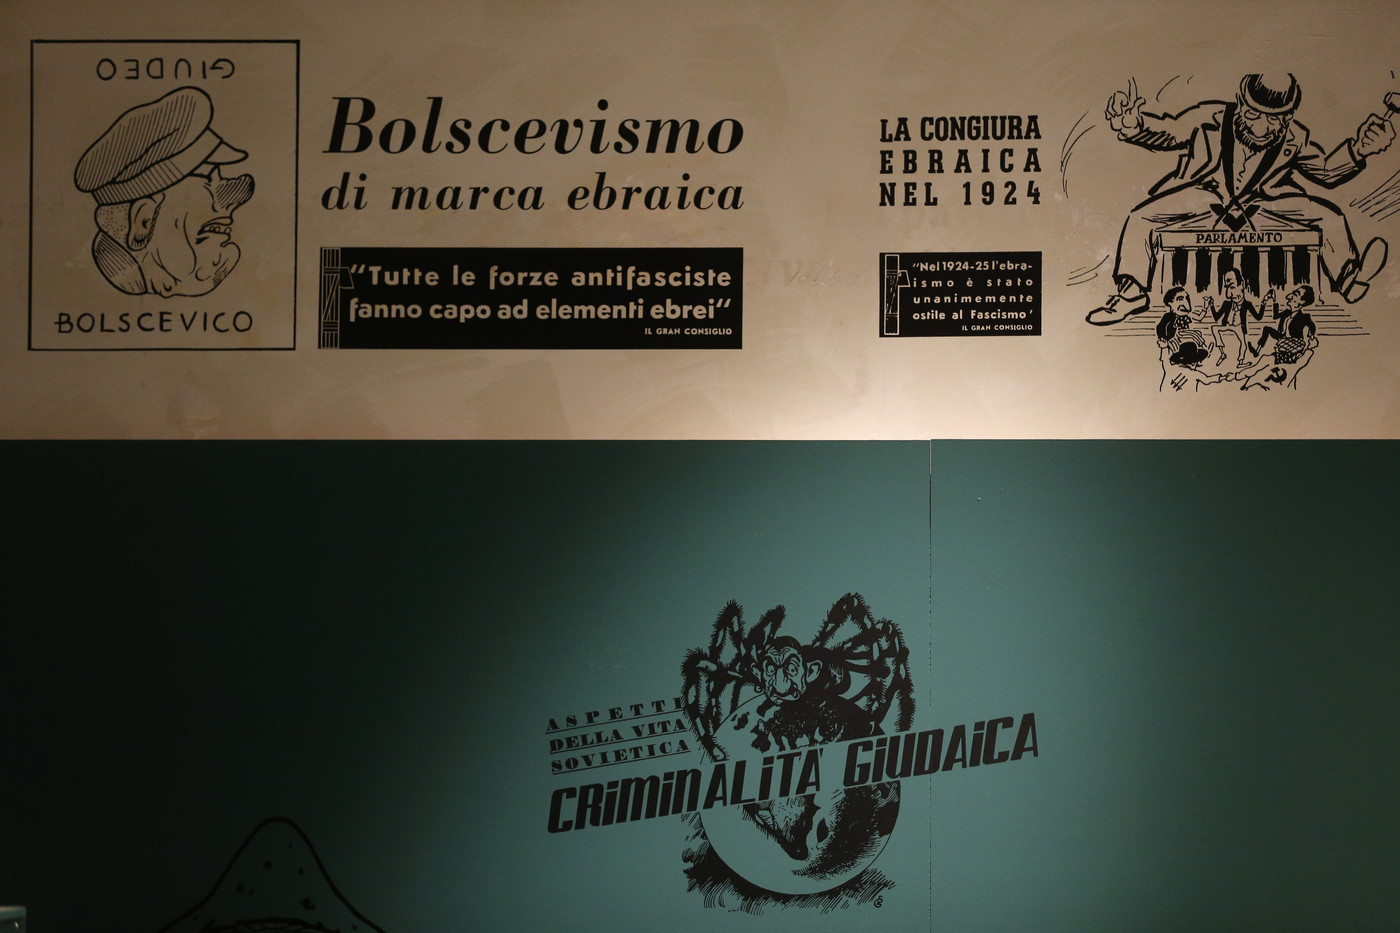 GIUDEO
BOLSCEVICO
Bolscevismo
di marca ebraica
“Tutte le forze antifasciste
fanno capo ad elementi ebrei“
IL GRAN CONSIGLIO
LA CONGIURA
EBRAICA
NEL 1924
“Nel 1924-25 l'ebra-
ismo è stato
unanimemente
ostile al Fascismo’
IL GRAN CONSIGLIO
PARLAMENTO
ASPETTI
DELLA VITA
SOVIETICA
CRiMiNALiTA' GiUDAiCA